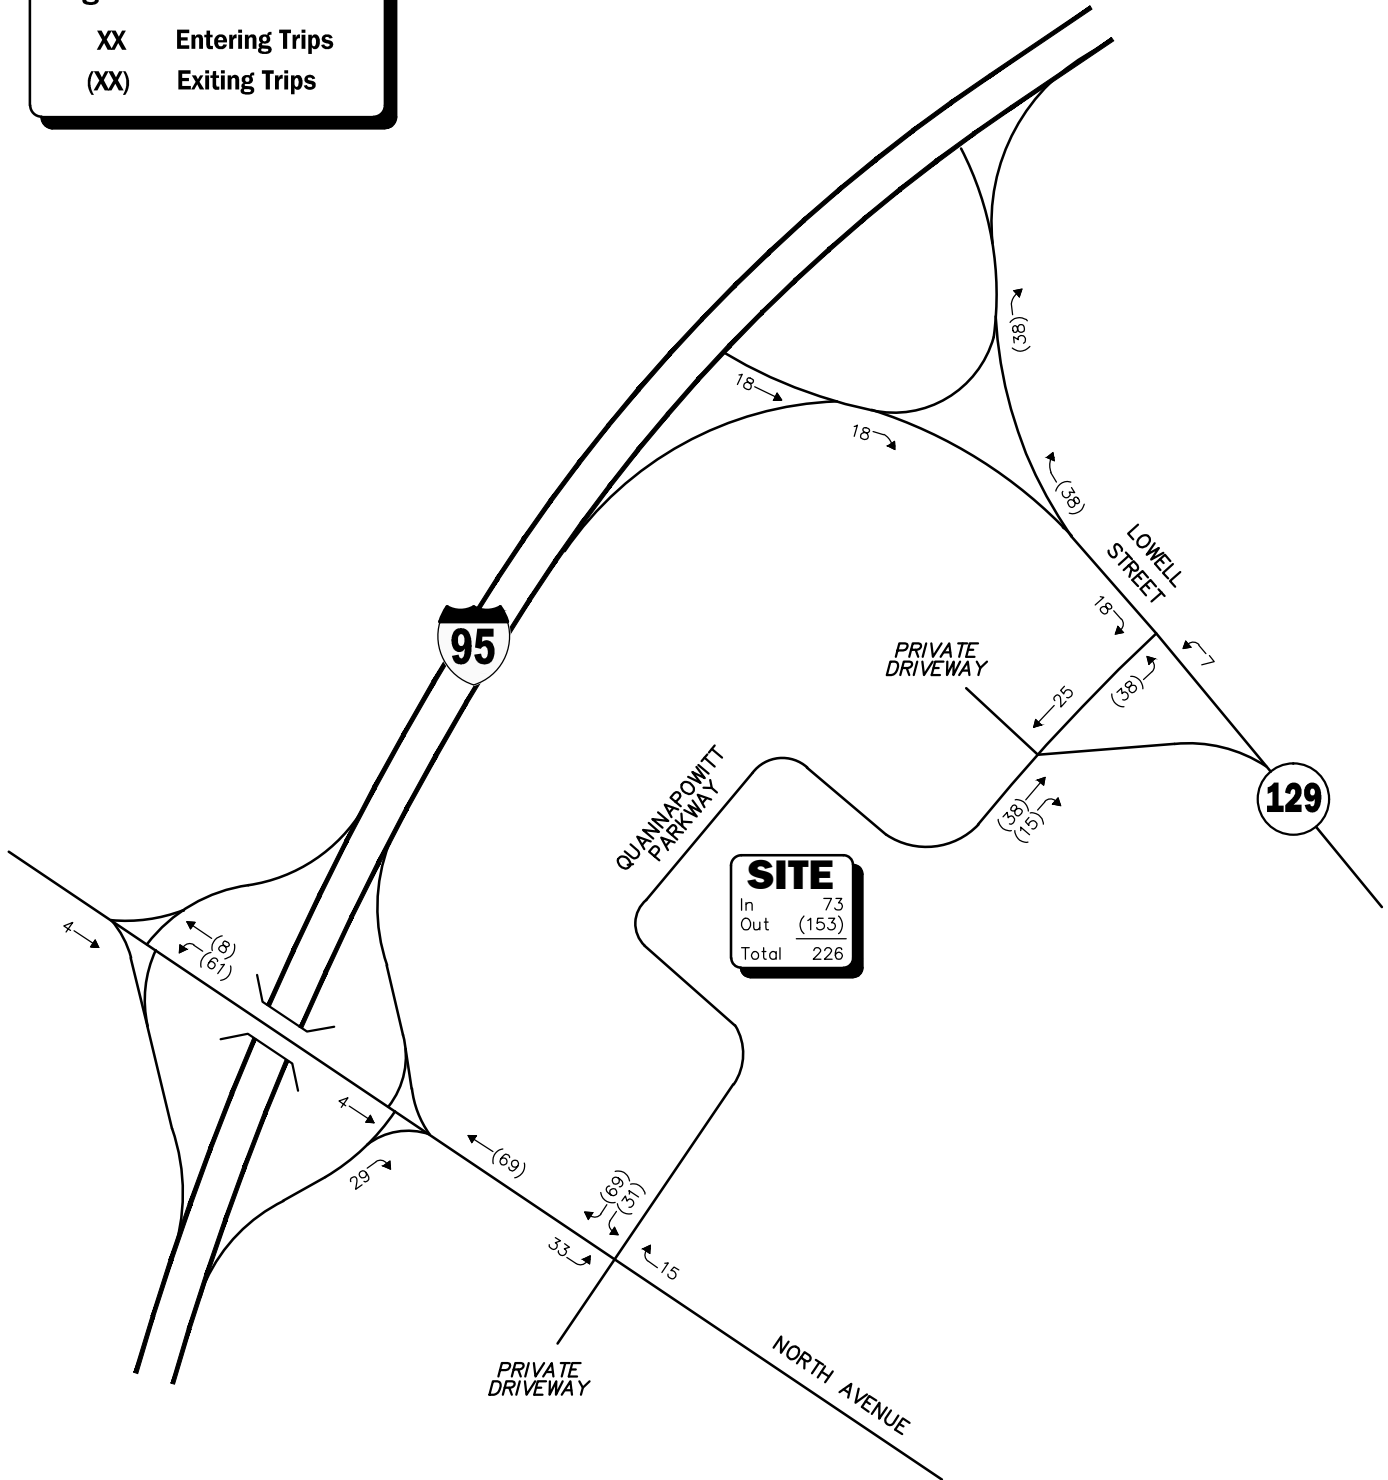 XX Entering Trips
(XX) Exiting Trips
(38)
18
18
(38)
LOWELL
STREET
95
18
7
PRIVATE
DRIVEWAY
(38)
25
QUANNAPOWITT
PARKWAY
129
(38)
(15)
SITE
In 73
Out (153)
Total 226
4
(8)
(61)
4
(69)
29
(69)
(31)
33
15
PRIVATE
DRIVEWAY
NORTH AVENUE